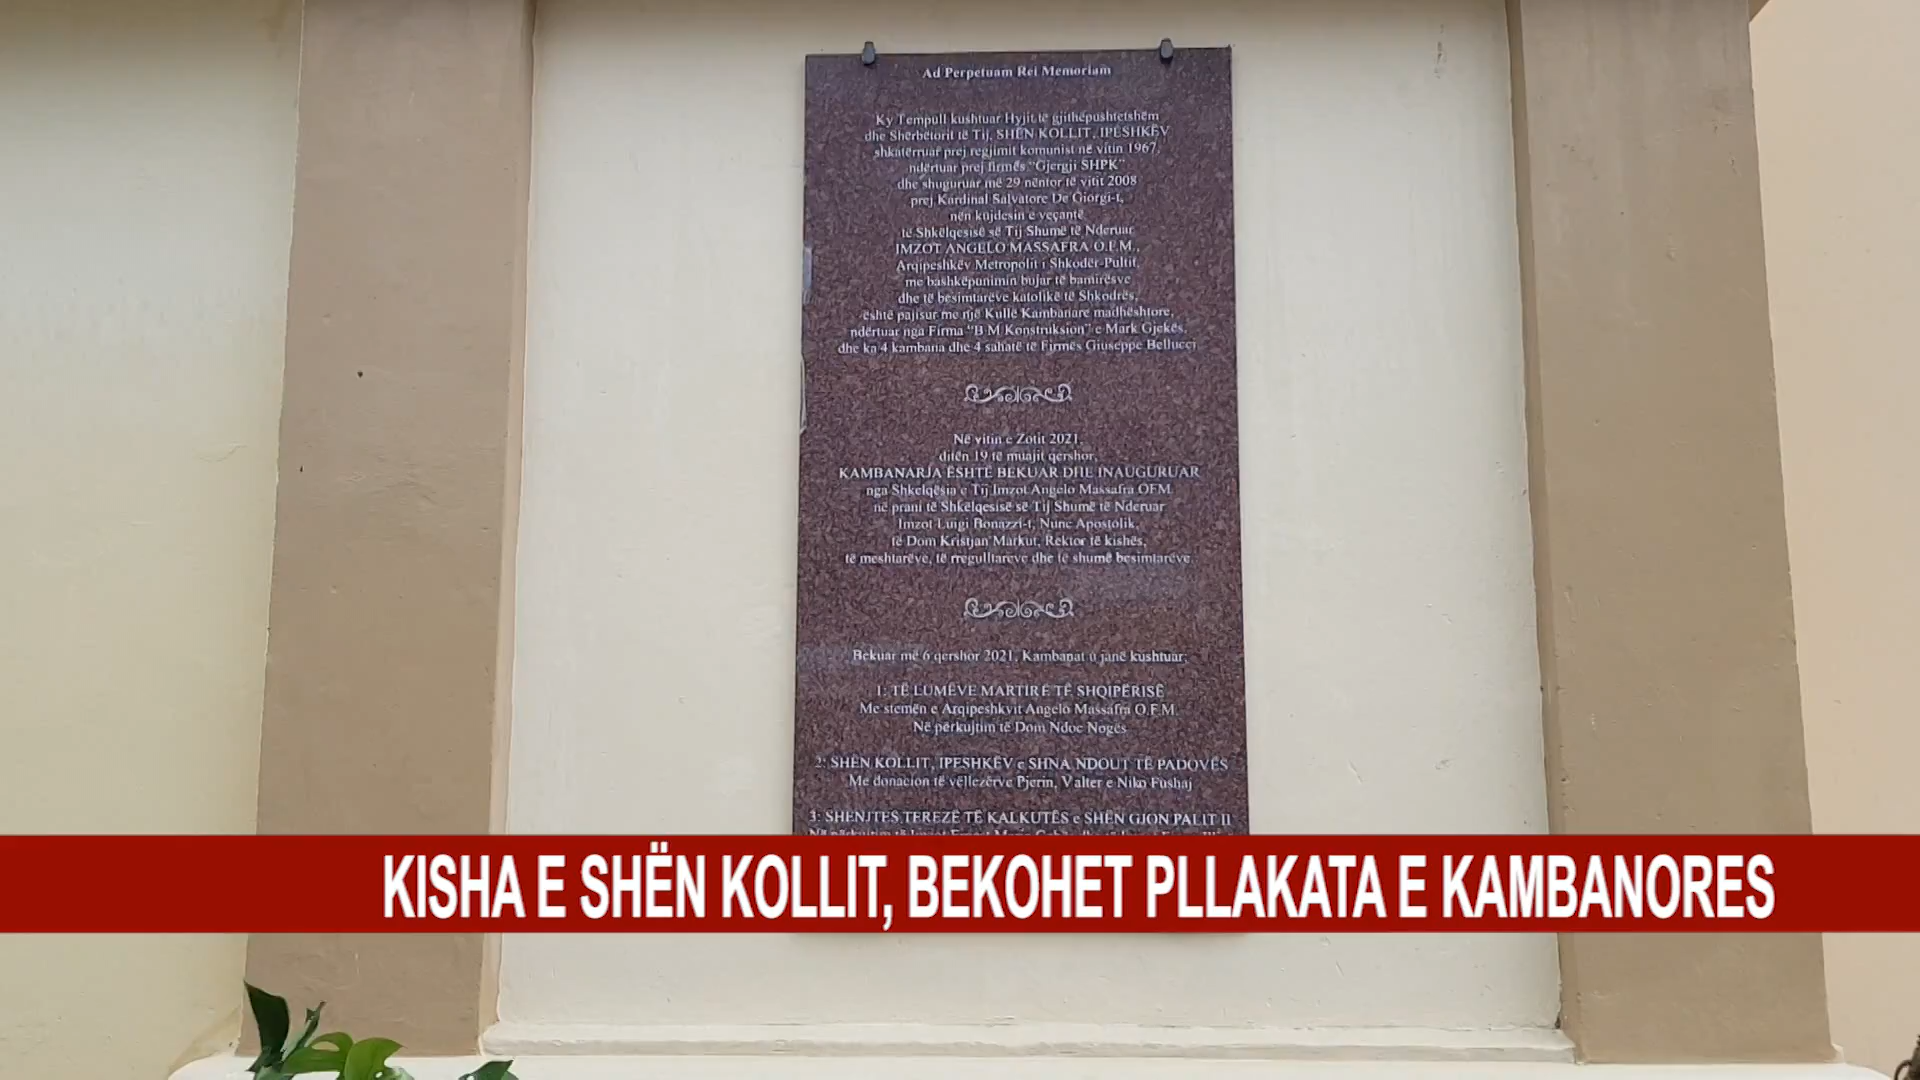 Ad Perpetuam Rei Memoriam
Ky Tempull kushtuar Hyjit të gjithëpushtetshëm
dhe Shërbëtorit të Tij, SHËN KOLLIT, IPESHKËV
shkatërruar prej regjimit komunist në vitin 1967,
ndërtuar prej firmës "Gjergji SHPK"
dhe shuguruar më 29 nëntor të vitit 2008
prej Kardinal Salvatore De Giorgi-t,
nën kujdesin e veçantë
të Shkëlqesisë së Tij Shumë të Nderuar
IMZOT ANGELO MASSAFRA O.F.M.,
Arqipeshkëv Metropolit i Shkodër-Pultit,
me bashkëpunimin bujar të bamirësve
dhe të besimtarëve katolikë të Shkodrës,
është pajisur me një Kullë Kambanare madhështore,
ndërtuar nga Firma "B M Konstruksion" e Mark Gjekës,
dhe ka 4 kambana dhe 4 sahatë të Firmës Giuseppe Bellucci
Në vitin e Zotit 2021,
ditën 19 të muajit qershor,
KAMBANARJA ËSHTË BEKUAR DHE INAUGURUAR
nga Shkelqësia e Tij Imzot Angelo Massafra OFM
në prani të Shkëlqesisë së Tij Shumë të Nderuar
Imzot Luigi Bonazzi-t, Nunc Apostolik,
të Dom Kristjan Markut, Rektor të kishës,
të meshtarëve, të rregulltarëve dhe të shumë besimtarëve.
Bekuar më 6 qershor 2021, Kambanat u janë kushtuar:
1: TË LUMËVE MARTIRË TË SHQIPËRISË
Me stemën e Arqipeshkvit Angelo Massafra O.F.M.
Në përkujtim të Dom Ndoc Nogës
2: SHËN KOLLIT, IPESHKËV e SHNA NDOUT TË PADOVËS
Me donacion të vëllezërve Pjerin, Valter e Niko Fushaj
3: SHENJTËS TEREZË TË KALKUTËS e SHËN GJON PALIT II
KISHA E SHËN KOLLIT, BEKOHET PLLAKATA E KAMBANORES